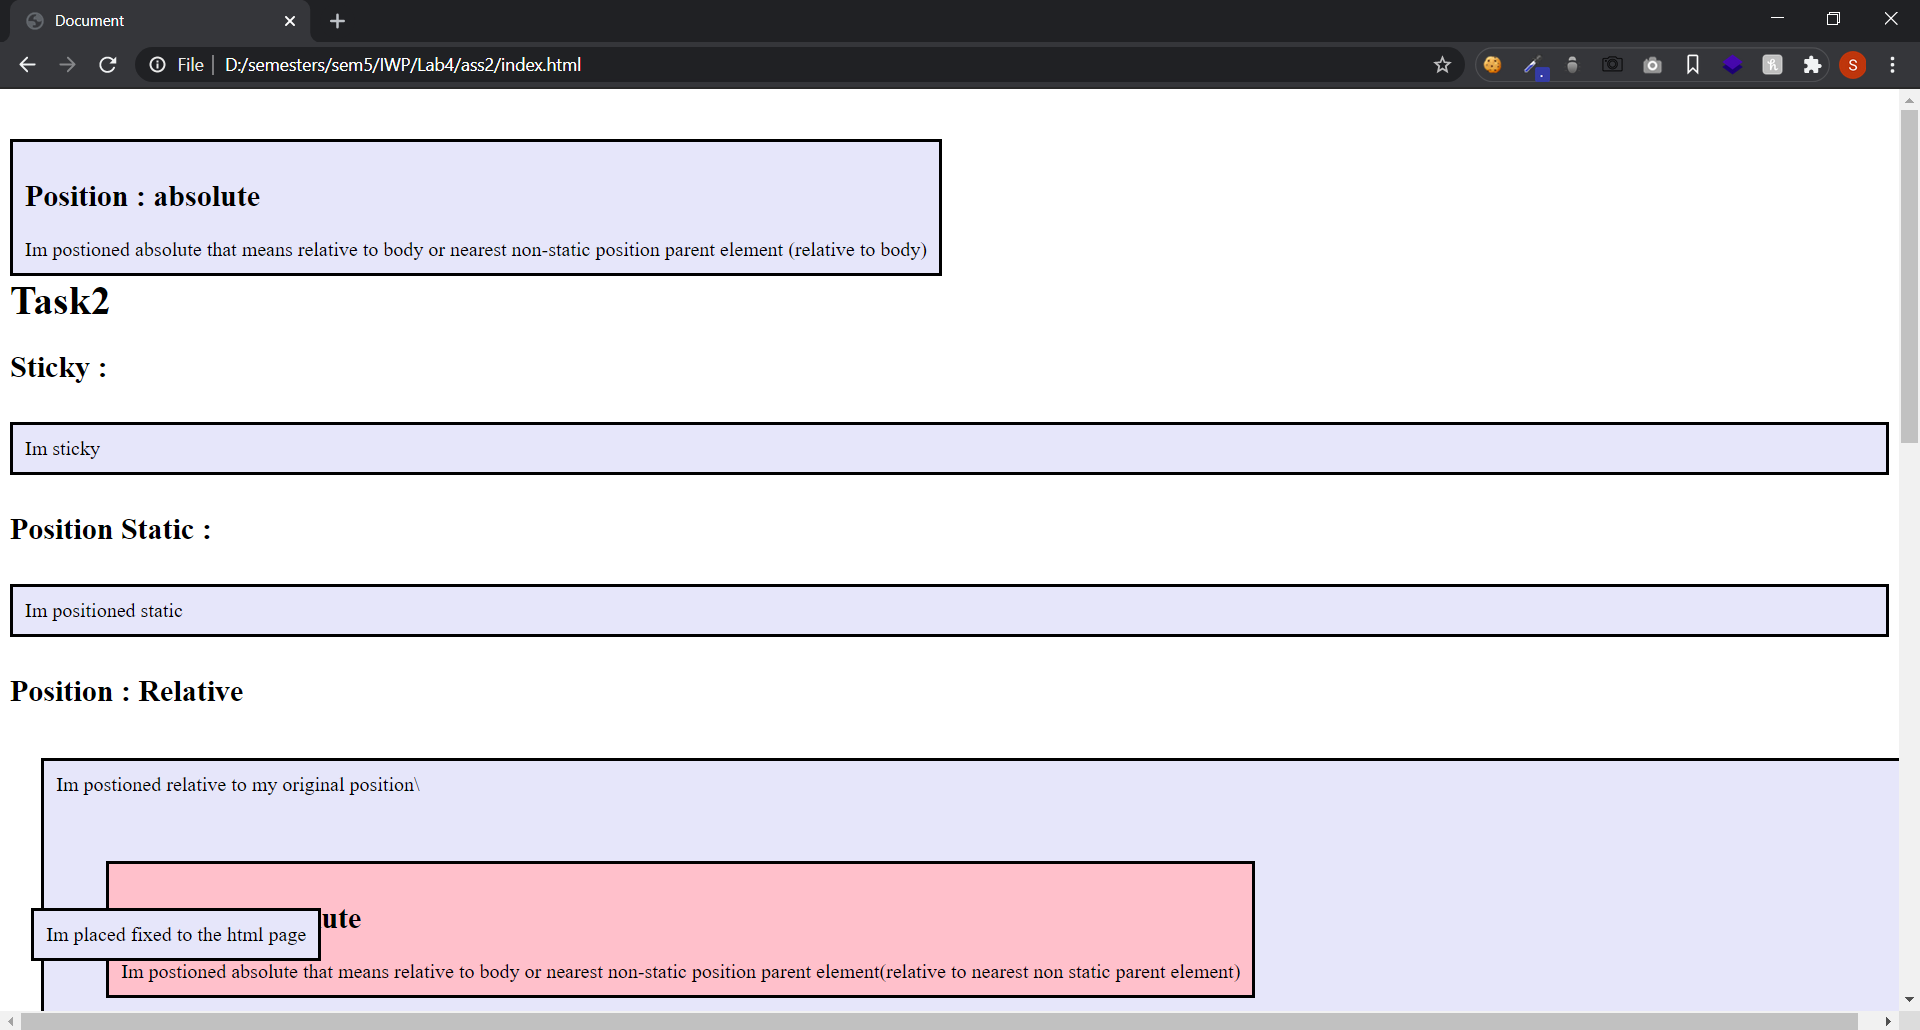 Document
File
D:/semesters/sem5/IWP/Lab4/ass2/index.html
S
Position : absolute
Im postioned absolute that means relative to body or nearest non-static position parent element (relative to body)
Task2
Sticky :
Im sticky
Position Static :
Im positioned static
Position : Relative
Im postioned relative to my original position\
ute
Im placed fixed to the html page
Im postioned absolute that means relative to body or nearest non-static position parent element(relative to nearest non static parent element)